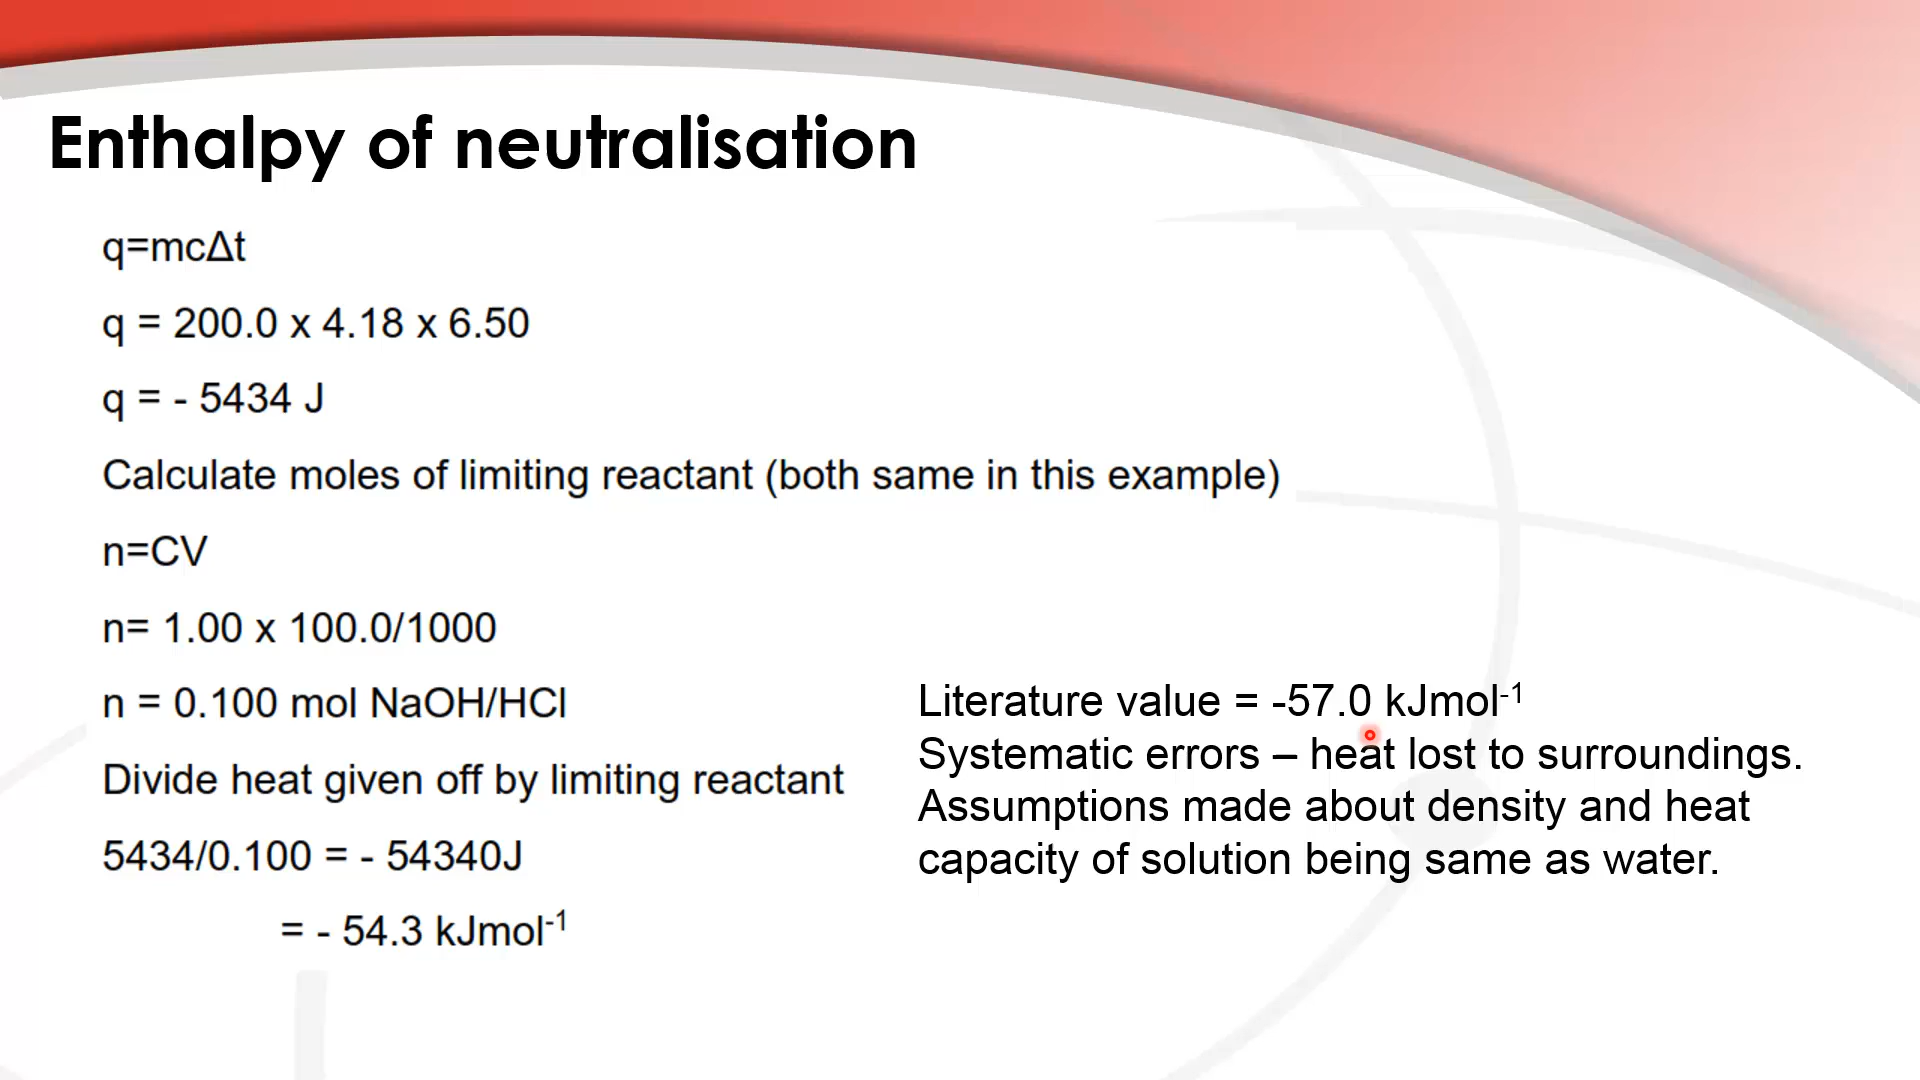 Enthalpy of neutralisation
q=mcΔt
q = 200.0 x 4.18 x 6.50
q = - 5434 J
Calculate moles of limiting reactant (both same in this example)
n=CV
n= 1.00 x 100.0/1000
n = 0.100 mol NaOH/HCl
Divide heat given off by limiting reactant
5434/0.100 = - 54340J
= - 54.3 kJmol⁻¹
Literature value = -57.0 kJmol⁻¹
Systematic errors – heat lost to surroundings.
Assumptions made about density and heat
capacity of solution being same as water.